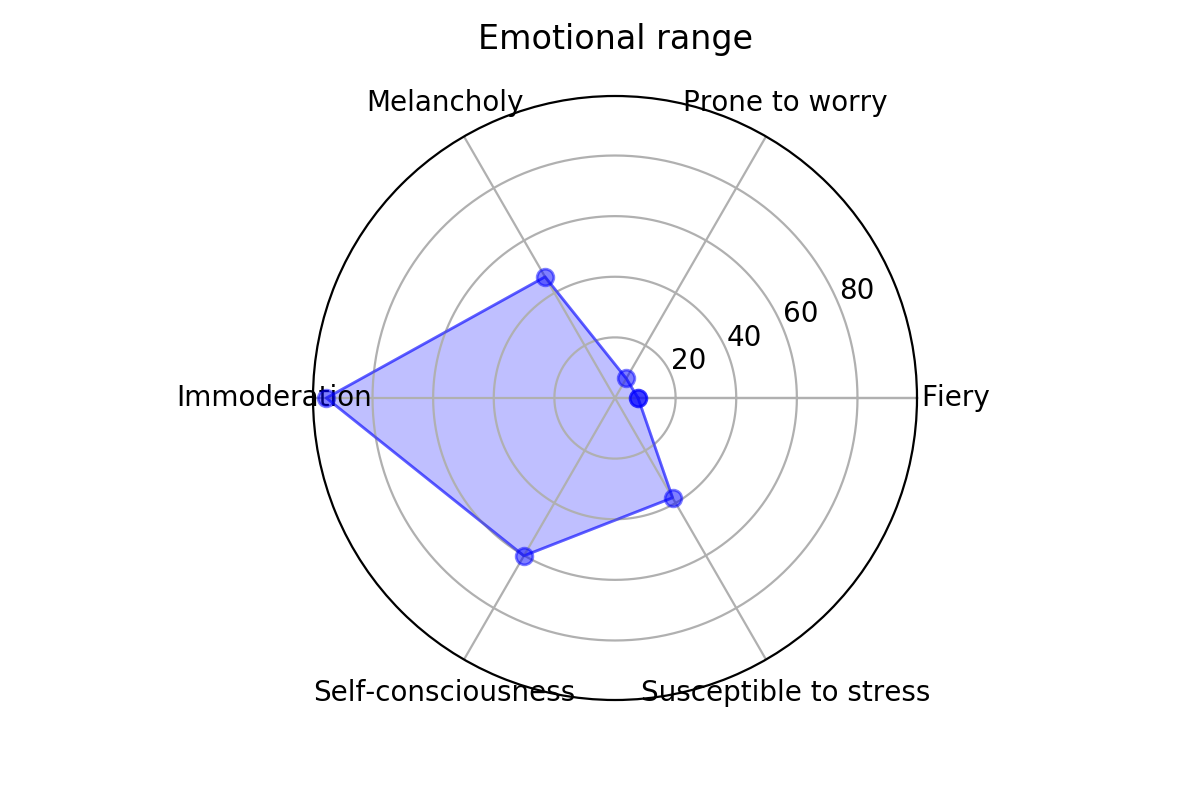 Emotional range
Melancholy
Prone to worry
80
60
40
20
Immoderation
Fiery
Self-consciousness
Susceptible to stress